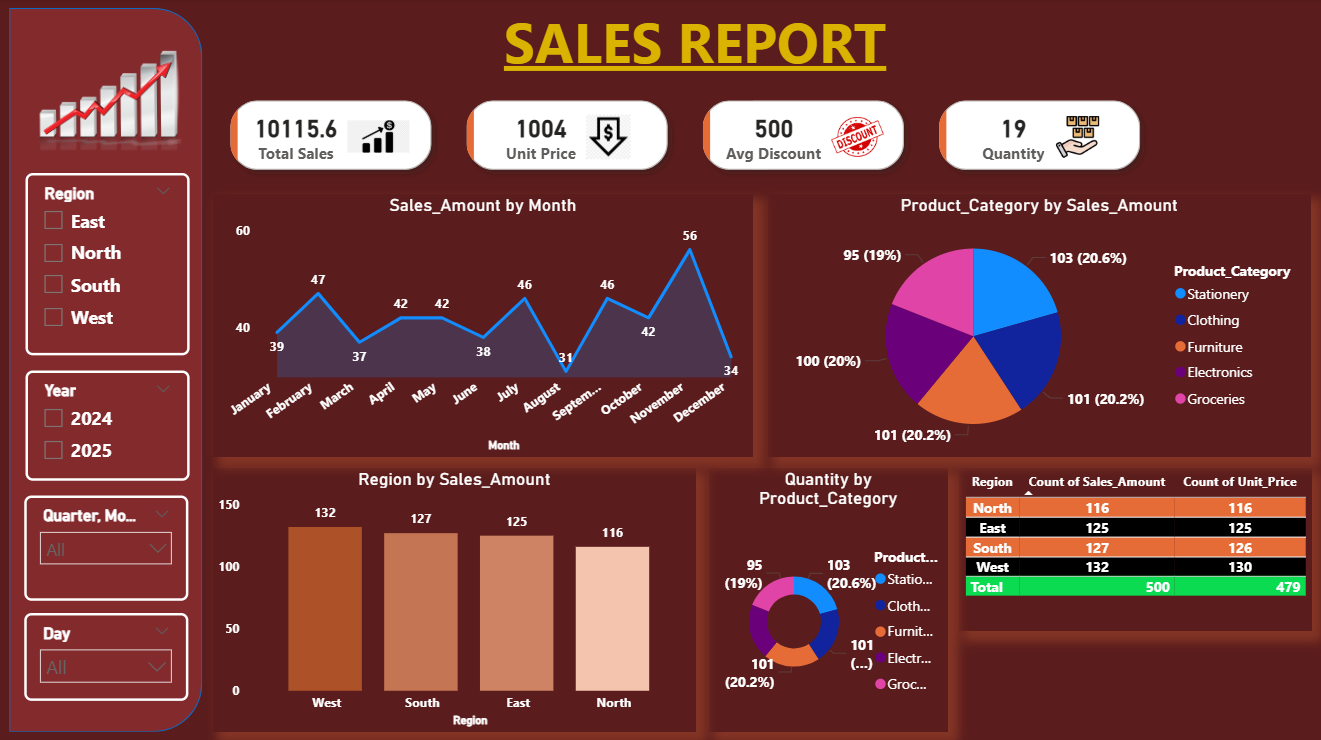 SALES REPORT
10115.6
Total Sales
1004
Unit Price
500
Avg Discount
DISCOUNT
19
Quantity
Region
East
North
South
West
Year
2024
2025
Quarter, Mo...
All
Day
All
Sales_Amount by Month
60
40
39
47
37
42
42
38
46
31
46
42
56
34
January
February
March
April
May
June
July
August
Septem...
October
November
December
Month
Product_Category by Sales_Amount
103 (20.6%)
101 (20.2%)
101 (20.2%)
100 (20%)
95 (19%)
Product_Category
Stationery
Clothing
Furniture
Electronics
Groceries
Region by Sales_Amount
150
100
50
0
132
127
125
116
West
South
East
North
Region
Quantity by
Product_Category
95
(19%)
103
(20.6%)
101
(...)
101
(20.2%)
Product...
Statio...
Cloth...
Furnit...
Electr...
Groc...
Region Count of Sales_Amount Count of Unit_Price
North 116 116
East 125 125
South 127 126
West 132 130
Total 500 479